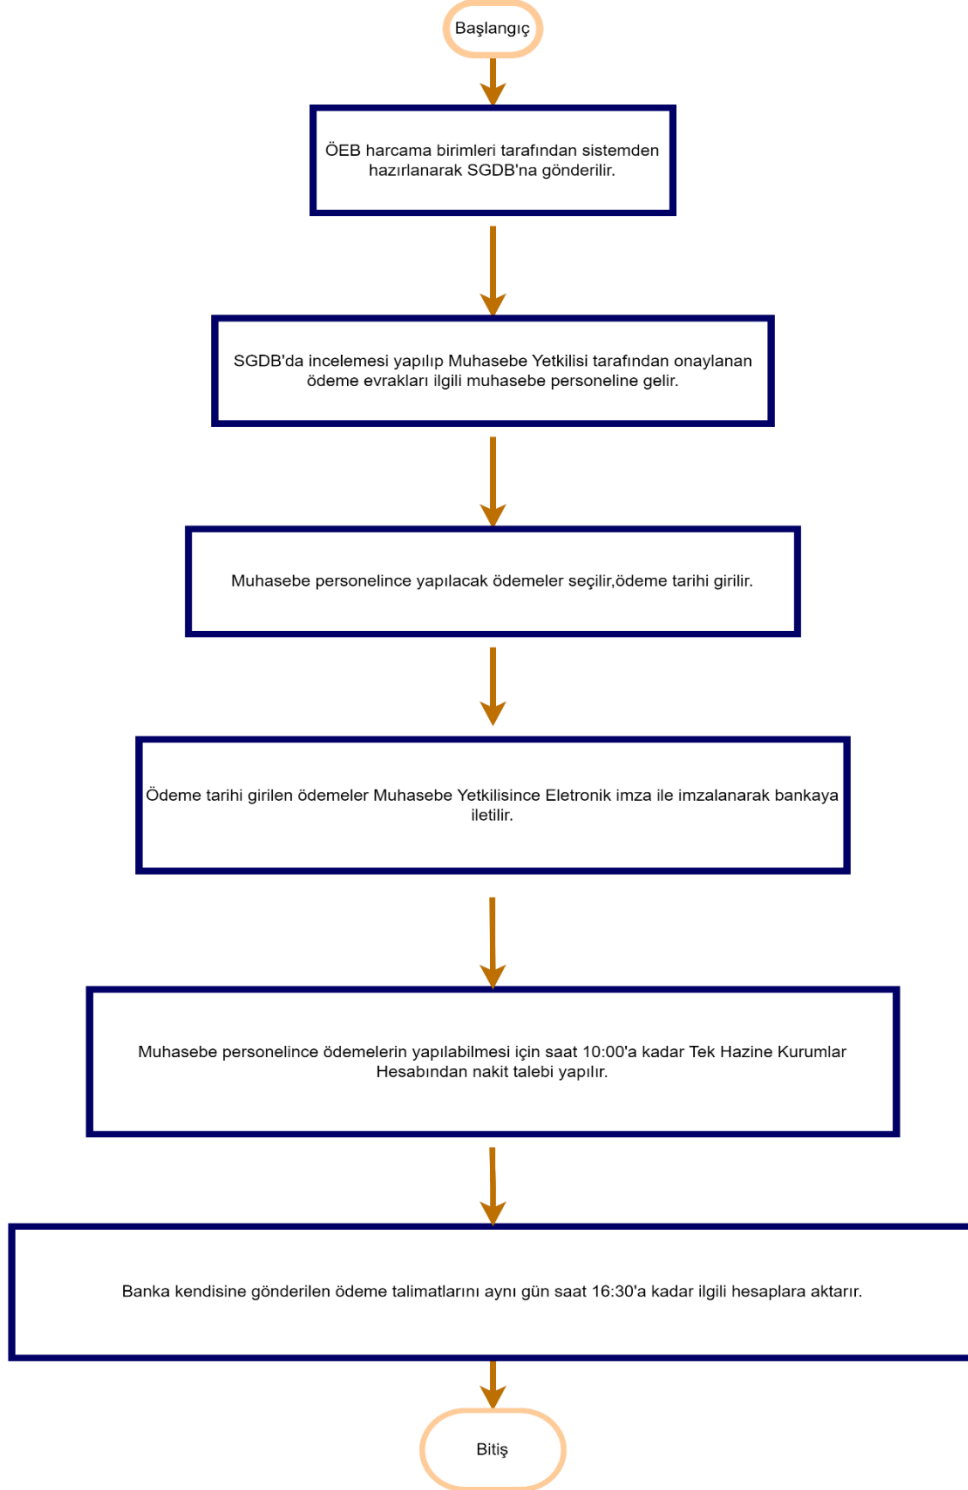 Başlangıç
ÖEB harcama birimleri tarafından sistemden
hazırlanarak SGDB'na gönderilir.
SGDB'da incelemesi yapılıp Muhasebe Yetkilisi tarafından onaylanan
ödeme evrakları ilgili muhasebe personeline gelir.
Muhasebe personelince yapılacak ödemeler seçilir,ödeme tarihi girilir.
Ödeme tarihi girilen ödemeler Muhasebe Yetkilisince Eletronik imza ile imzalanarak bankaya
iletilir.
Muhasebe personelince ödemelerin yapılabilmesi için saat 10:00'a kadar Tek Hazine Kurumlar
Hesabından nakit talebi yapılır.
Banka kendisine gönderilen ödeme talimatlarını aynı gün saat 16:30'a kadar ilgili hesaplara aktarır.
Bitiş